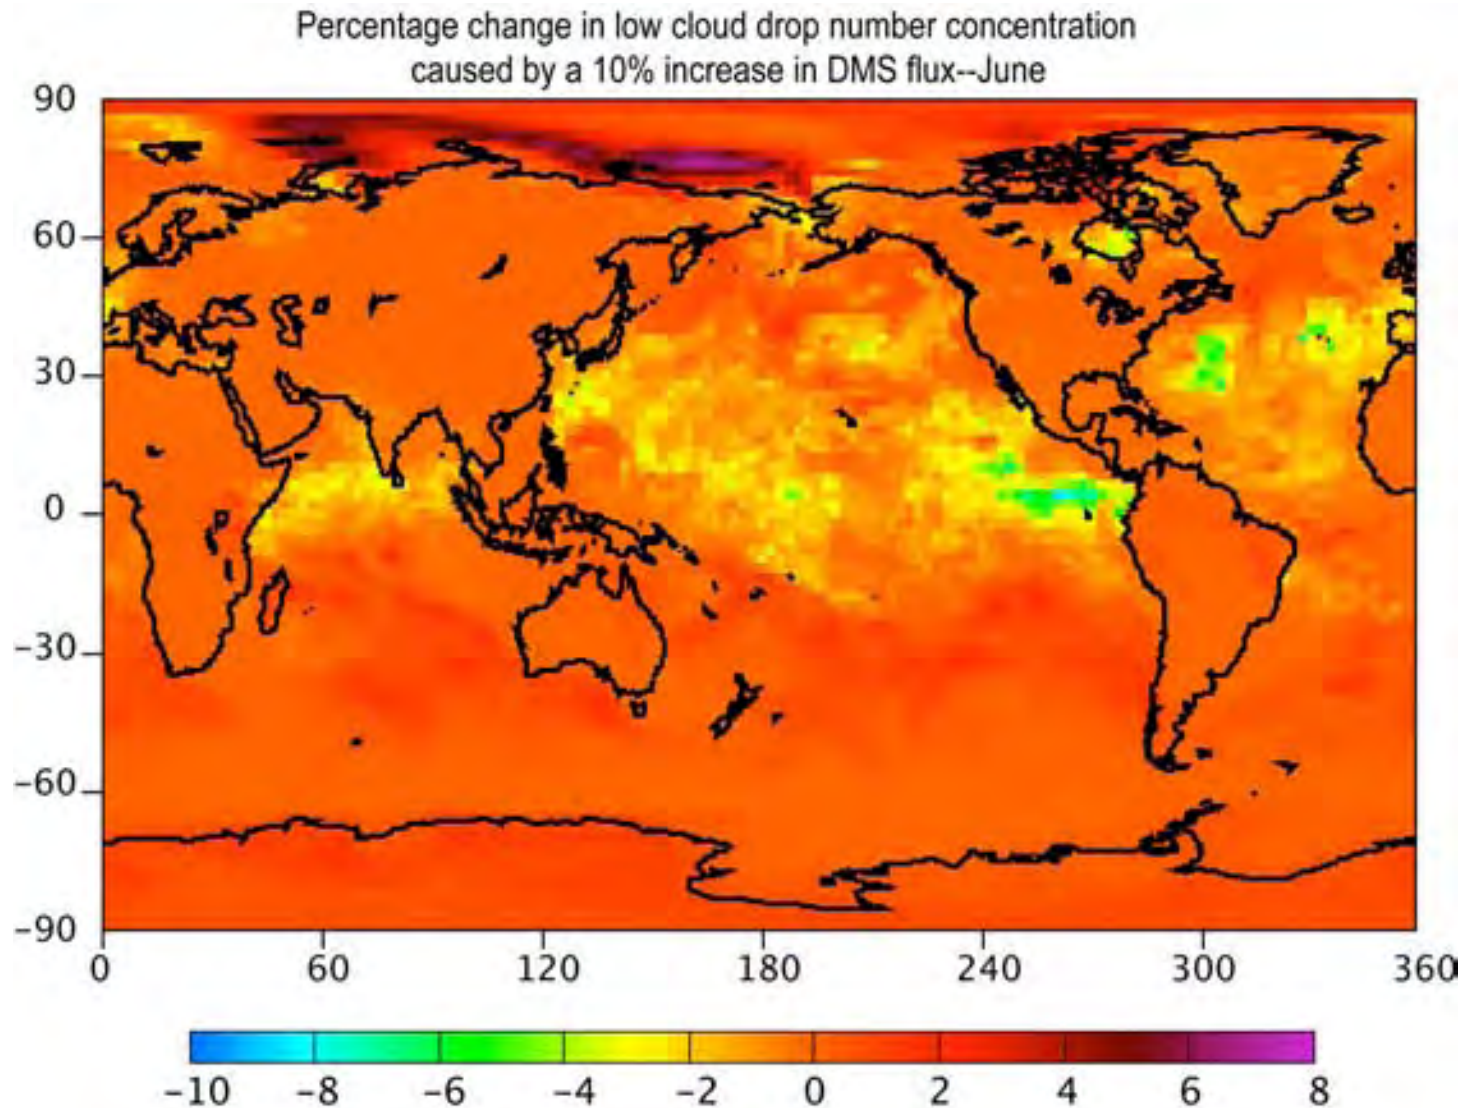 Percentage change in low cloud drop number concentration
caused by a 10% increase in DMS flux--June
90
60
30
0
−30
−60
−90
0 60 120 180 240 300 360
−10 −8 −6 −4 −2 0 2 4 6 8